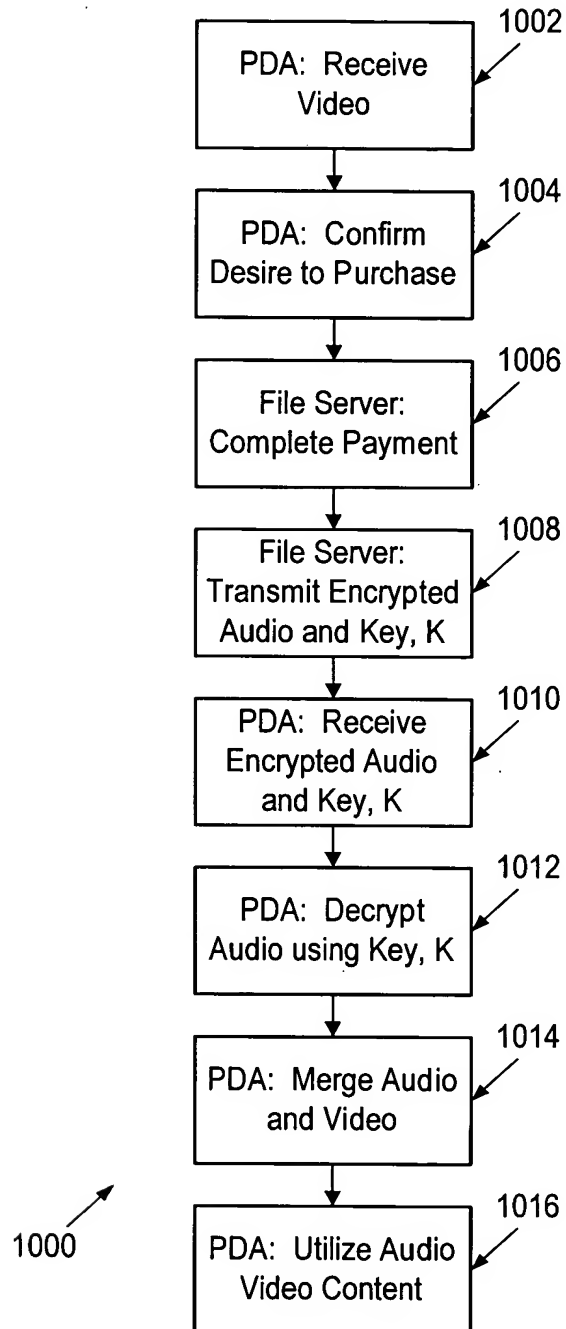 1002
PDA: Receive
Video
1004
PDA: Confirm
Desire to Purchase
1006
File Server:
Complete Payment
1008
File Server:
Transmit Encrypted
Audio and Key, K
1010
PDA: Receive
Encrypted Audio
and Key, K
1012
PDA: Decrypt
Audio using Key, K
1014
PDA: Merge Audio
and Video
1016
PDA: Utilize Audio
Video Content
1000